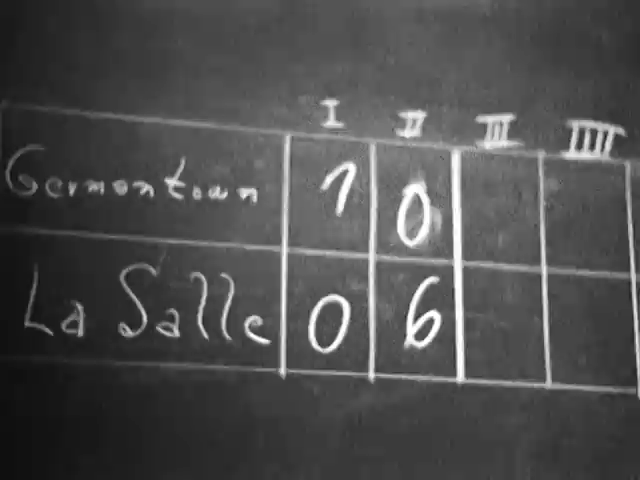 I II III IIII
Germantown 1 0
La Salle 0 6